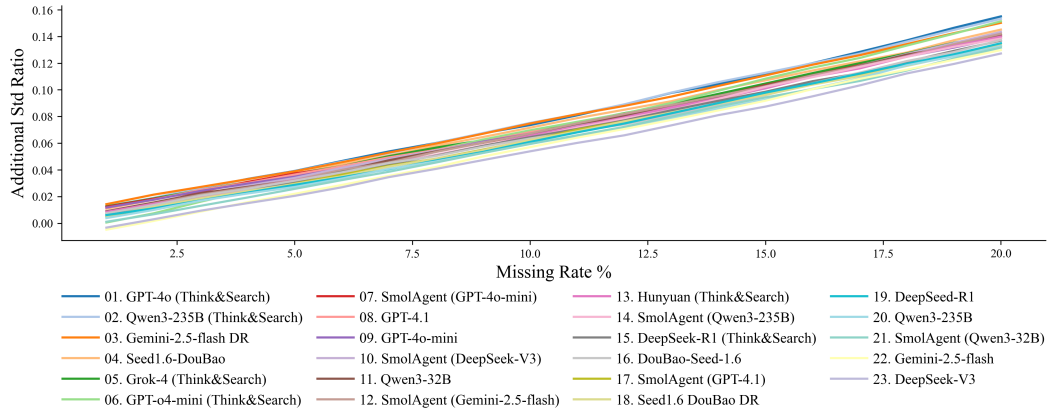 0.16
0.14
0.12
0.10
0.08
0.06
0.04
0.02
0.00
Additional Std Ratio
2.5 5.0 7.5 10.0 12.5 15.0 17.5 20.0
Missing Rate %
01. GPT-4o (Think&Search)
02. Qwen3-235B (Think&Search)
03. Gemini-2.5-flash DR
04. Seed1.6-DouBao
05. Grok-4 (Think&Search)
06. GPT-o4-mini (Think&Search)
07. SmolAgent (GPT-4o-mini)
08. GPT-4.1
09. GPT-4o-mini
10. SmolAgent (DeepSeek-V3)
11. Qwen3-32B
12. SmolAgent (Gemini-2.5-flash)
13. Hunyuan (Think&Search)
14. SmolAgent (Qwen3-235B)
15. DeepSeek-R1 (Think&Search)
16. DouBao-Seed-1.6
17. SmolAgent (GPT-4.1)
18. Seed1.6 DouBao DR
19. DeepSeed-R1
20. Qwen3-235B
21. SmolAgent (Qwen3-32B)
22. Gemini-2.5-flash
23. DeepSeek-V3